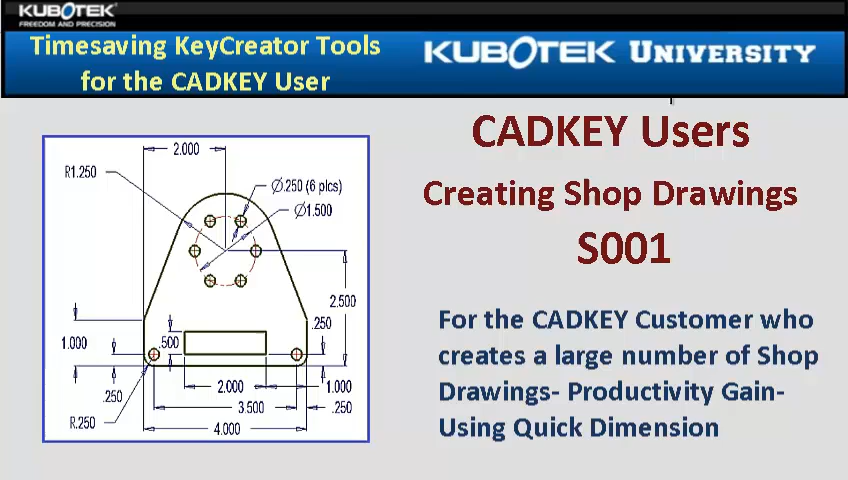 KUBOTEK
FREEDOM AND PRECISION
Timesaving KeyCreator Tools
for the CADKEY User
KUBOTEK UNIVERSITY
CADKEY Users
Creating Shop Drawings
S001
For the CADKEY Customer who
creates a large number of Shop
Drawings- Productivity Gain-
Using Quick Dimension
2.000
R1.250
Ø.250 (6 plcs)
Ø1.500
2.500
.250
1.000
.500
2.000
1.000
.250
3.500
.250
R.250
4.000